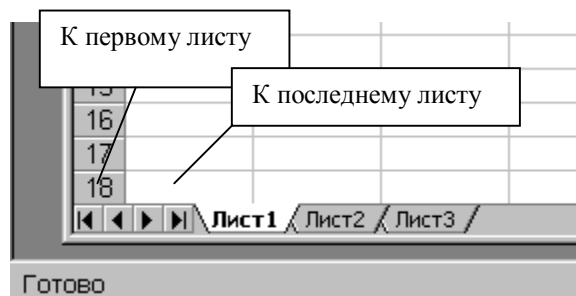 К первому листу
К последнему листу
15
16
17
18
Лист1 Лист2 Лист3
Готово